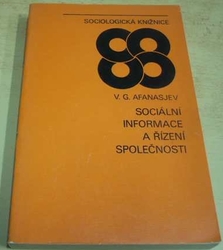 SOCIOLOGICKÁ KNIŽNICE
V. G. AFANASJEV
SOCIÁLNÍ
INFORMACE
A ŘÍZENÍ
SPOLEČNOSTI